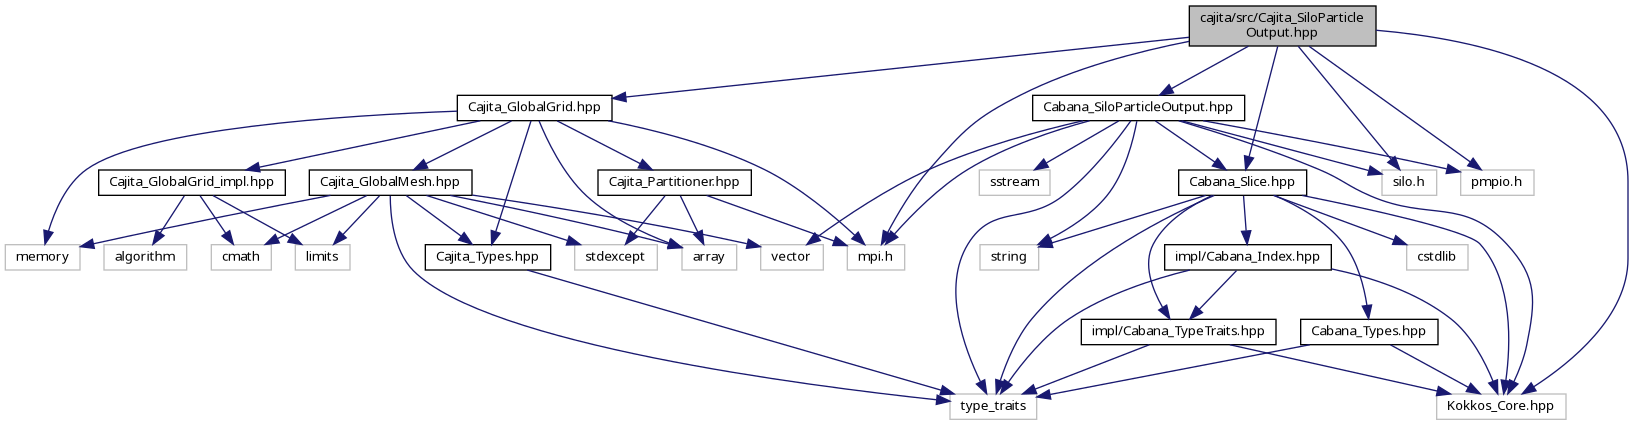 cajita/src/Cajita_SiloParticle
Output.hpp
Cajita_GlobalGrid.hpp
Cabana_SiloParticleOutput.hpp
Cajita_GlobalGrid_impl.hpp
Cajita_GlobalMesh.hpp
Cajita_Partitioner.hpp
sstream
Cabana_Slice.hpp
silo.h
pmpio.h
memory
algorithm
cmath
limits
Cajita_Types.hpp
stdexcept
array
vector
mpi.h
string
impl/Cabana_Index.hpp
cstdlib
impl/Cabana_TypeTraits.hpp
Cabana_Types.hpp
type_traits
Kokkos_Core.hpp